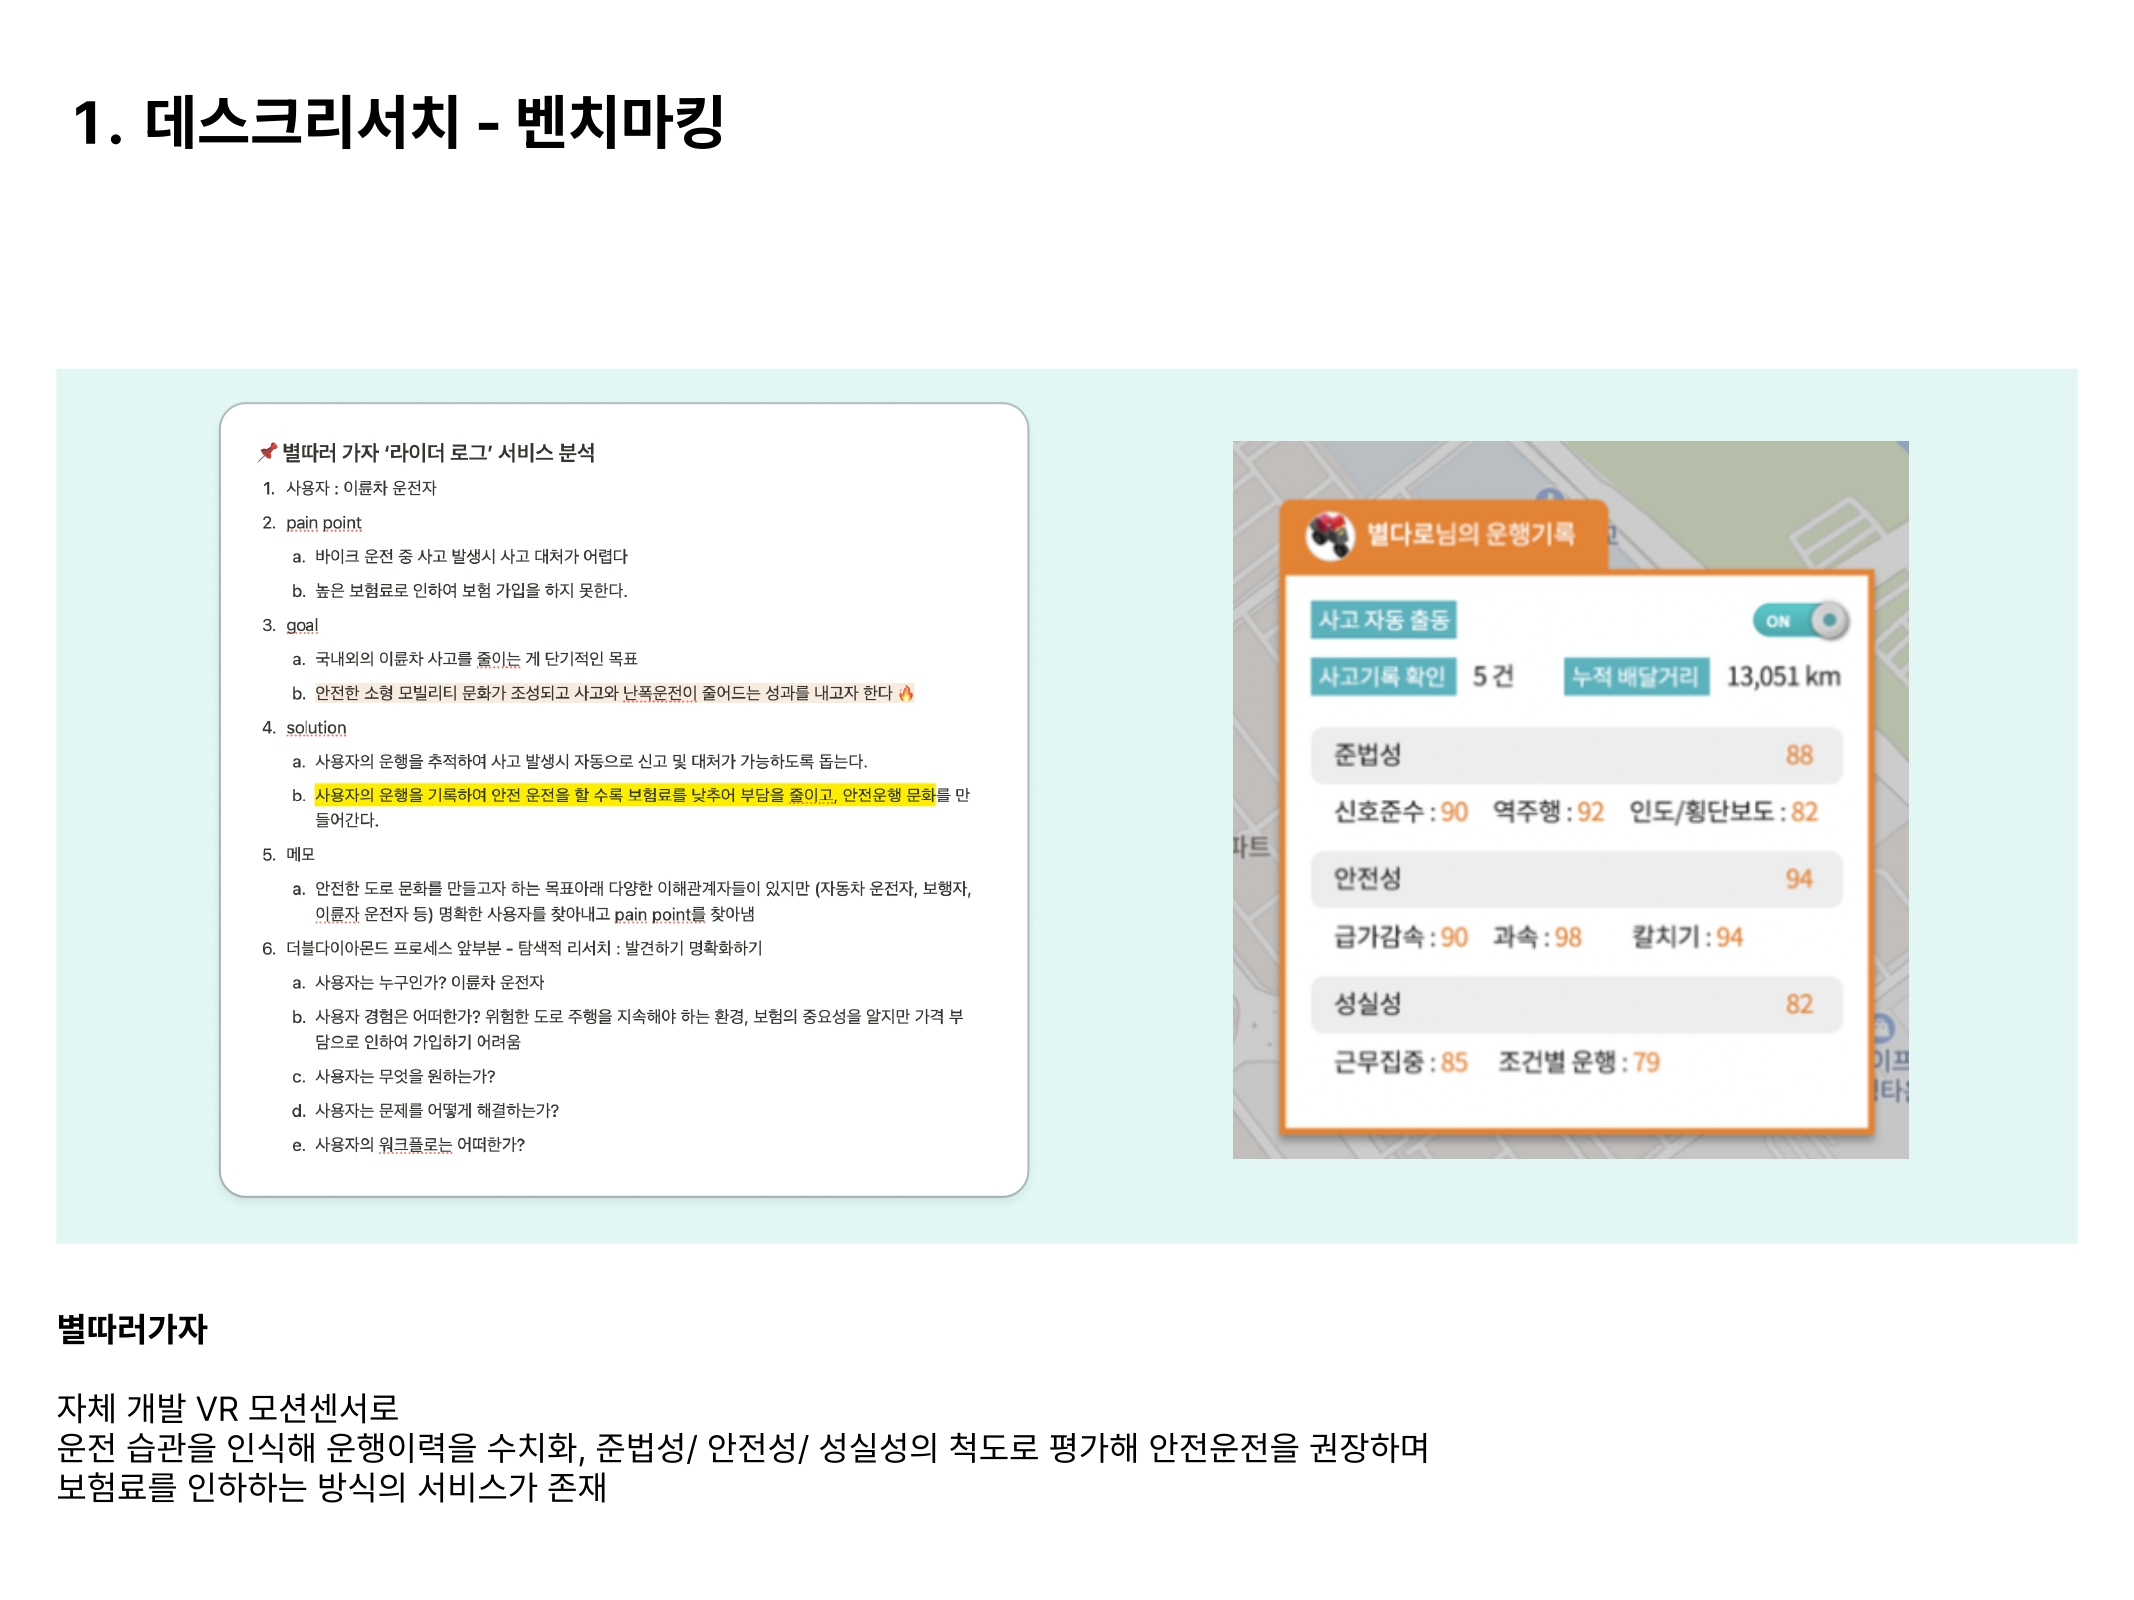 1. 데스크리서치 - 벤치마킹
📌별따러 가자 ‘라이더 로그’ 서비스 분석
1. 사용자 : 이륜차 운전자
2. pain point
a. 바이크 운전 중 사고 발생시 사고 대처가 어렵다
b. 높은 보험료로 인하여 보험 가입을 하지 못한다.
3. goal
a. 국내외의 이륜차 사고를 줄이는 게 단기적인 목표
b. 안전한 소형 모빌리티 문화가 조성되고 사고와 난폭운전이 줄어드는 성과를 내고자 한다 🔥
4. solution
a. 사용자의 운행을 추적하여 사고 발생시 자동으로 신고 및 대처가 가능하도록 돕는다.
b. 사용자의 운행을 기록하여 안전 운전을 할 수록 보험료를 낮추어 부담을 줄이고, 안전운행 문화를 만
들어간다.
5. 메모
a. 안전한 도로 문화를 만들고자 하는 목표아래 다양한 이해관계자들이 있지만 (자동차 운전자, 보행자,
이륜자 운전자 등) 명확한 사용자를 찾아내고 pain point를 찾아냄
6. 더블다이아몬드 프로세스 앞부분 - 탐색적 리서치 : 발견하기 명확화하기
a. 사용자는 누구인가? 이륜차 운전자
b. 사용자 경험은 어떠한가? 위험한 도로 주행을 지속해야 하는 환경, 보험의 중요성을 알지만 가격 부
담으로 인하여 가입하기 어려움
c. 사용자는 무엇을 원하는가?
d. 사용자는 문제를 어떻게 해결하는가?
e. 사용자의 워크플로는 어떠한가?
별다로님의 운행기록
사고 자동 출동 ON
사고기록 확인 5 건 누적 배달거리 13,051 km
준법성 88
신호준수 : 90 역주행 : 92 인도/횡단보도 : 82
파트
안전성 94
급가감속 : 90 과속 : 98 칼치기 : 94
성실성 82
근무집중 : 85 조건별 운행 : 79
별따러가자
자체 개발 VR 모션센서로
운전 습관을 인식해 운행이력을 수치화, 준법성/ 안전성/ 성실성의 척도로 평가해 안전운전을 권장하며
보험료를 인하하는 방식의 서비스가 존재